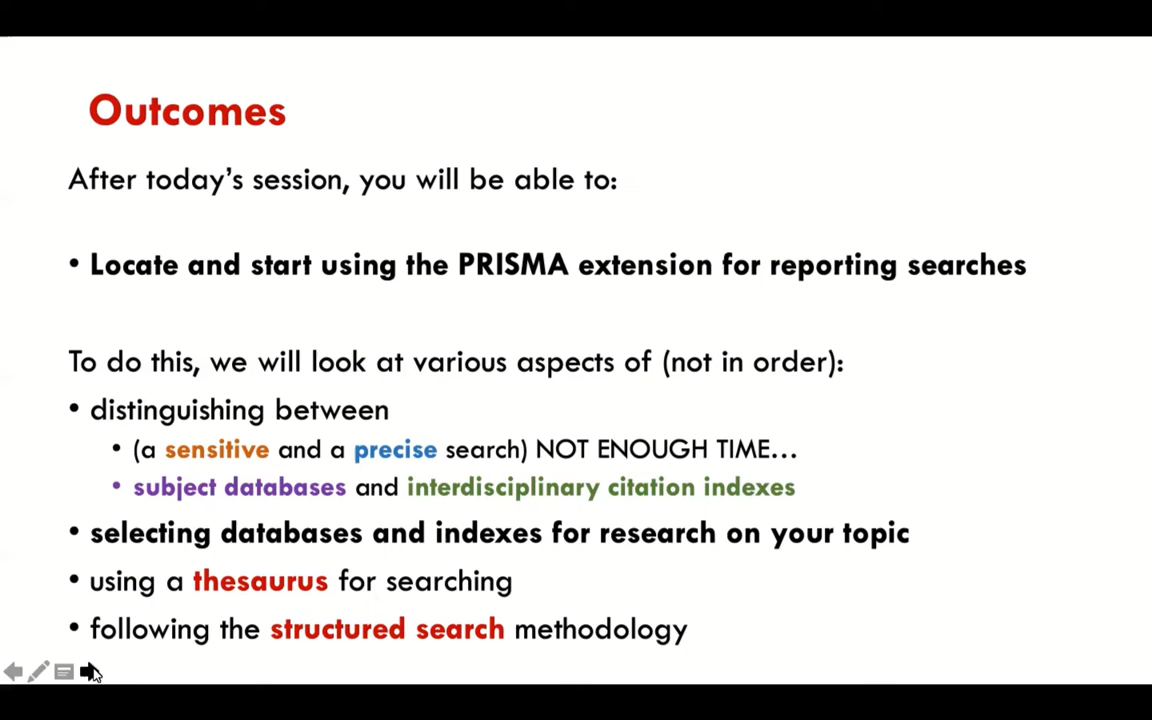 Outcomes
After today's session, you will be able to:
• Locate and start using the PRISMA extension for reporting searches
To do this, we will look at various aspects of (not in order):
• distinguishing between
• (a sensitive and a precise search) NOT ENOUGH TIME...
• subject databases and interdisciplinary citation indexes
• selecting databases and indexes for research on your topic
• using a thesaurus for searching
• following the structured search methodology